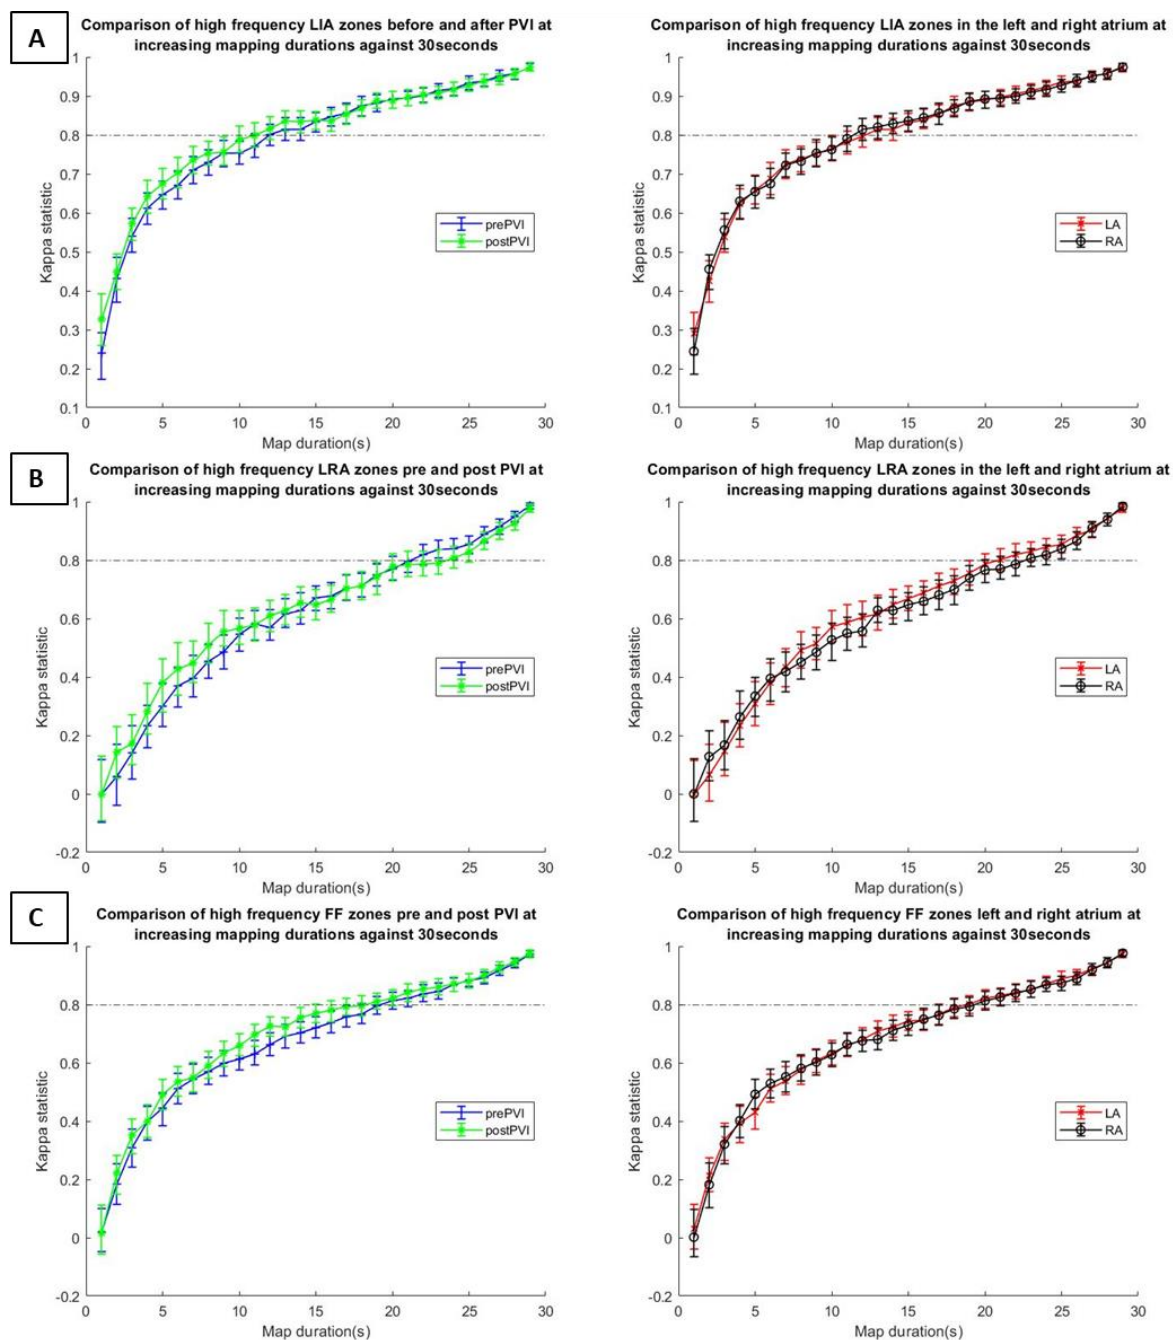 A
Comparison of high frequency LIA zones before and after PVI at
increasing mapping durations against 30seconds
1
0.9
0.8
0.7
0.6
0.5
0.4
0.3
0.2
0.1
Kappa statistic
prePVI
postPVI
0 5 10 15 20 25 30
Map duration(s)
Comparison of high frequency LIA zones in the left and right atrium at
increasing mapping durations against 30seconds
1
0.9
0.8
0.7
0.6
0.5
0.4
0.3
0.2
0.1
Kappa statistic
LA
RA
0 5 10 15 20 25 30
Map duration(s)
B
Comparison of high frequency LRA zones pre and post PVI at
increasing mapping durations against 30seconds
1
0.8
0.6
0.4
0.2
0
-0.2
Kappa statistic
prePVI
postPVI
0 5 10 15 20 25 30
Map duration(s)
Comparison of high frequency LRA zones in the left and right atrium at
increasing mapping durations against 30seconds
1
0.8
0.6
0.4
0.2
0
-0.2
Kappa statistic
LA
RA
0 5 10 15 20 25 30
Map duration(s)
C
Comparison of high frequency FF zones pre and post PVI at
increasing mapping durations against 30seconds
1
0.8
0.6
0.4
0.2
0
-0.2
Kappa statistic
prePVI
postPVI
0 5 10 15 20 25 30
Map duration(s)
Comparison of high frequency FF zones left and right atrium at
increasing mapping durations against 30seconds
1
0.8
0.6
0.4
0.2
0
-0.2
Kappa statistic
LA
RA
0 5 10 15 20 25 30
Map duration(s)